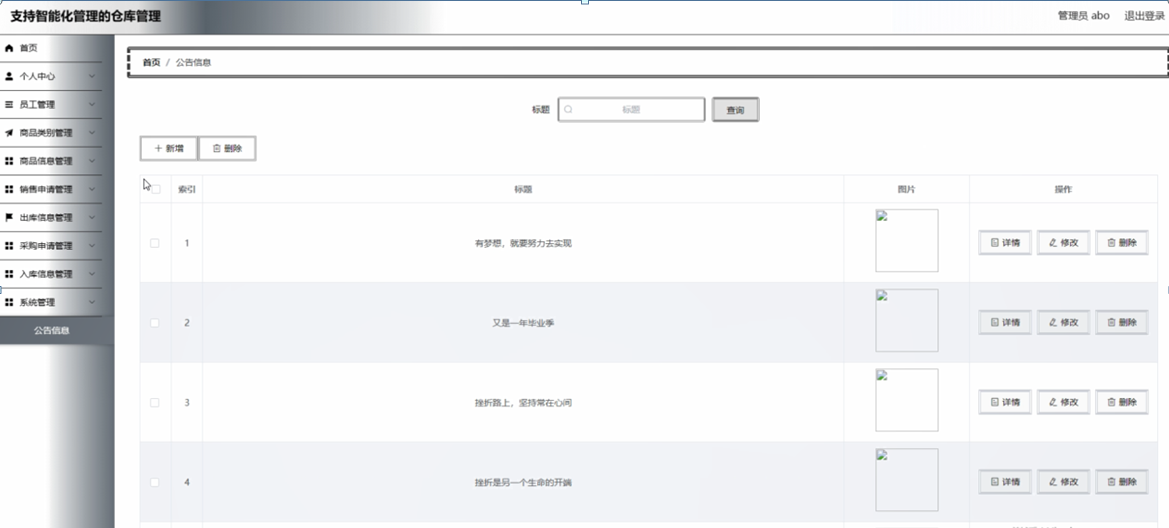 支持智能化管理的仓库管理
管理员 abo 退出登录
首页
个人中心
员工管理
商品类别管理
商品信息管理
销售申请管理
出库信息管理
采购申请管理
入库信息管理
系统管理
公告信息
首页 / 公告信息
标题 标题 查询
新增 删除
索引 标题 图片 操作
1 有梦想，就要努力去实现 详情 修改 删除
2 又是一年毕业季 详情 修改 删除
3 挫折路上，坚持常在心间 详情 修改 删除
4 挫折是另一个生命的开端 详情 修改 删除